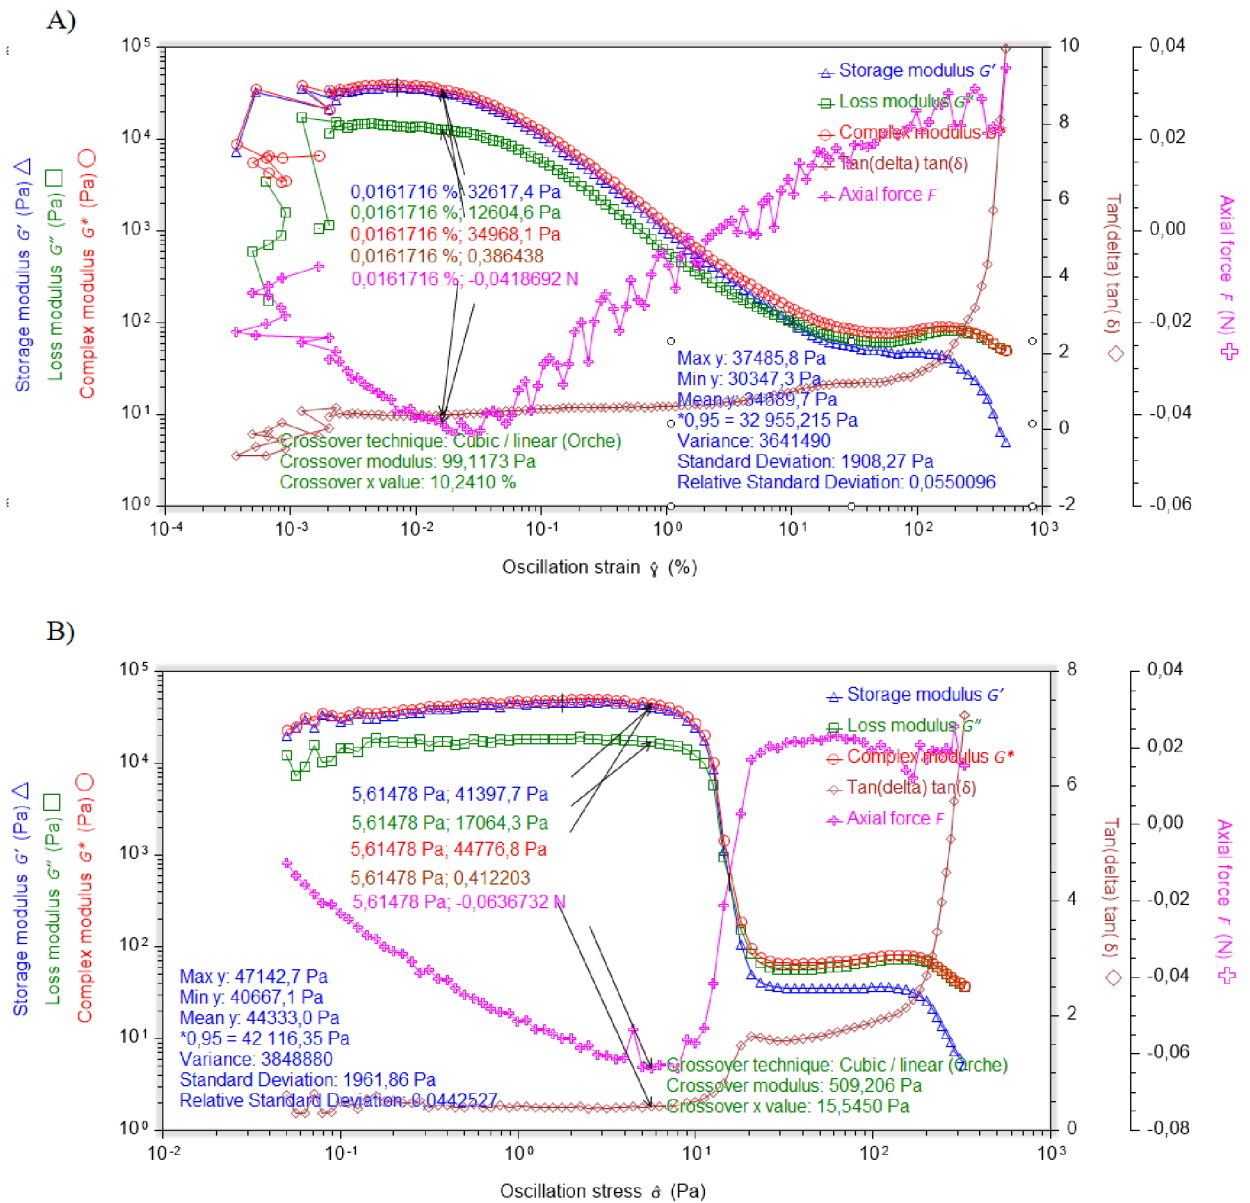 A)
10⁵
10⁴
10³
10²
10¹
10⁰
10⁻⁴
10⁻³
10⁻²
10⁻¹
10⁰
10¹
10²
10³
Oscillation strain γ̂ (%)
Storage modulus G′ (Pa) △
Loss modulus G″ (Pa) □
Complex modulus G* (Pa) ○
Storage modulus G′
Loss modulus G″
Complex modulus G*
Tan(delta) tan(δ)
Axial force F
0,0161716 %; 32617,4 Pa
0,0161716 %; 12604,6 Pa
0,0161716 %; 34968,1 Pa
0,0161716 %; 0,386438
0,0161716 %; -0,0418692 N
Max y: 37485,8 Pa
Min y: 30347,3 Pa
Mean y: 34689,7 Pa
*0,95 = 32 955,215 Pa
Variance: 3641490
Standard Deviation: 1908,27 Pa
Relative Standard Deviation: 0,0550096
Crossover technique: Cubic / linear (Orche)
Crossover modulus: 99,1173 Pa
Crossover x value: 10,2410 %
10
8
6
4
2
0
-2
Tan(delta) tan(δ) ◇
0,04
0,02
0,00
-0,02
-0,04
-0,06
Axial force F (N)
B)
10⁵
10⁴
10³
10²
10¹
10⁰
10⁻²
10⁻¹
10⁰
10¹
10²
10³
Oscillation stress σ̂ (Pa)
Storage modulus G′ (Pa) △
Loss modulus G″ (Pa) □
Complex modulus G* (Pa) ○
Storage modulus G′
Loss modulus G″
Complex modulus G*
Tan(delta) tan(δ)
Axial force F
5,61478 Pa; 41397,7 Pa
5,61478 Pa; 17064,3 Pa
5,61478 Pa; 44776,8 Pa
5,61478 Pa; 0,412203
5,61478 Pa; -0,0636732 N
Max y: 47142,7 Pa
Min y: 40667,1 Pa
Mean y: 44333,0 Pa
*0,95 = 42 116,35 Pa
Variance: 3848880
Standard Deviation: 1961,86 Pa
Relative Standard Deviation: 0,0442527
Crossover technique: Cubic / linear (Orche)
Crossover modulus: 509,206 Pa
Crossover x value: 15,5450 Pa
8
6
4
2
0
Tan(delta) tan(δ) ◇
0,04
0,02
0,00
-0,02
-0,04
-0,06
-0,08
Axial force F (N)